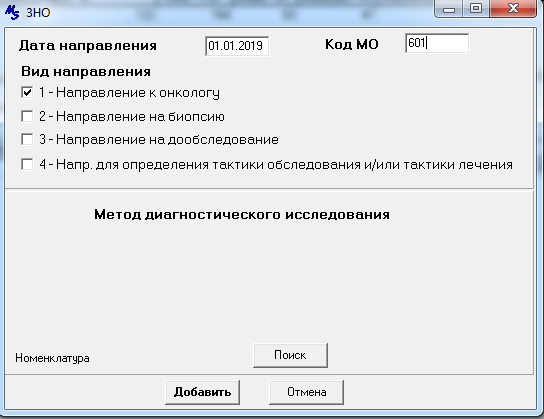 ЗНО
Дата направления 01.01.2019 Код МО 601
Вид направления
1 - Направление к онкологу
2 - Направление на биопсию
3 - Направление на дообследование
4 - Напр. для определения тактики обследования и/или тактики лечения
Метод диагностического исследования
Номенклатура Поиск
Добавить Отмена